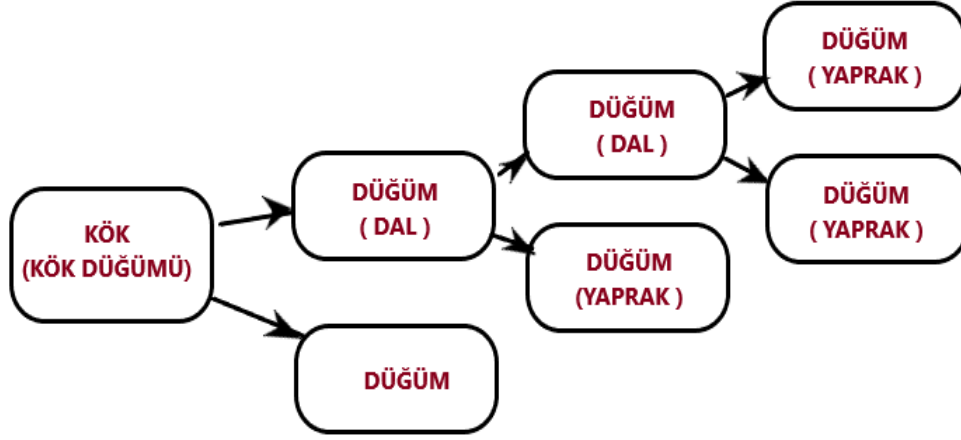 KÖK
(KÖK DÜĞÜMÜ)
DÜĞÜM
( DAL )
DÜĞÜM
DÜĞÜM
( DAL )
DÜĞÜM
(YAPRAK )
DÜĞÜM
( YAPRAK )
DÜĞÜM
( YAPRAK )